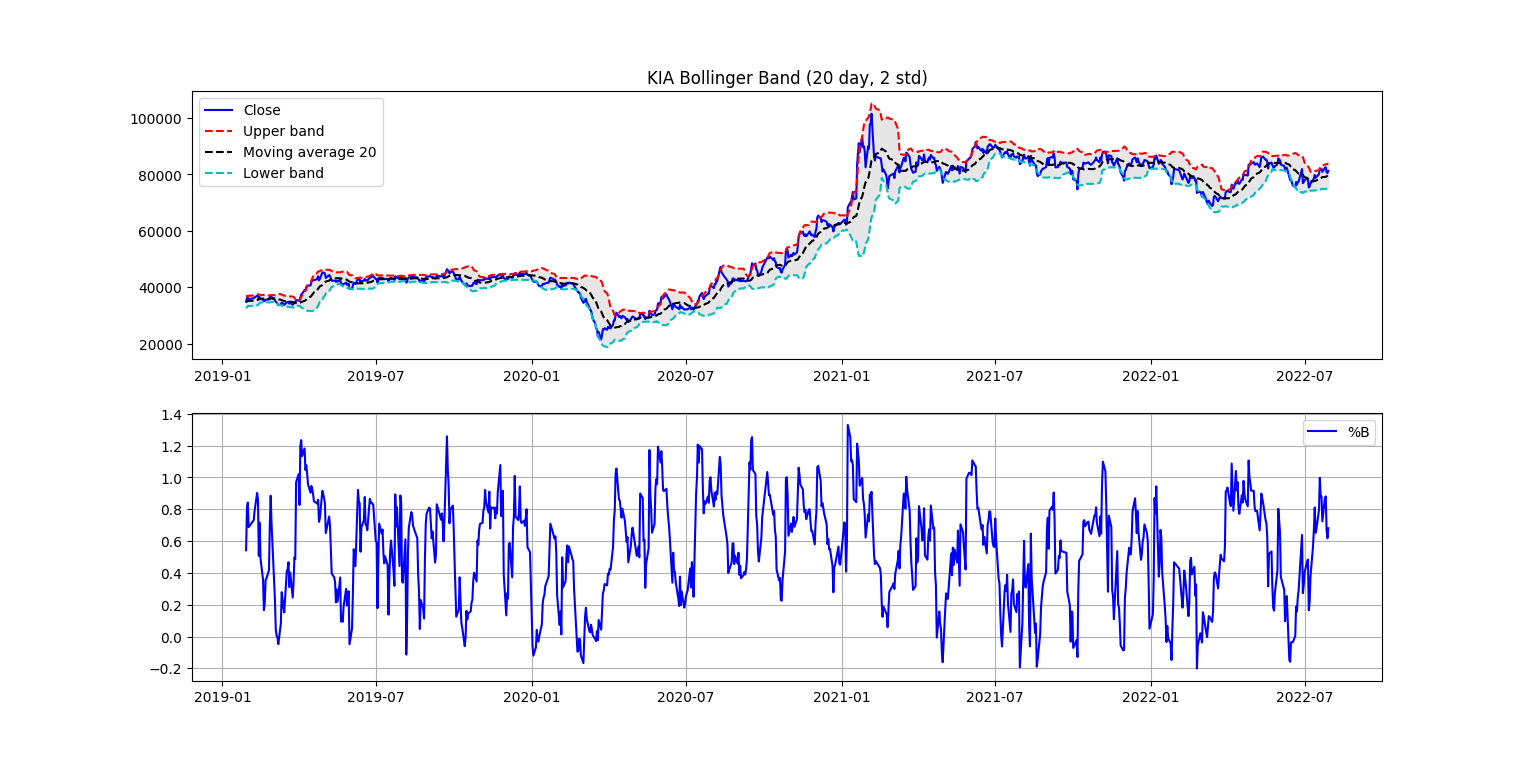 KIA Bollinger Band (20 day, 2 std)
Close
Upper band
Moving average 20
Lower band
100000
80000
60000
40000
20000
2019-01 2019-07 2020-01 2020-07 2021-01 2021-07 2022-01 2022-07
%B
1.4
1.2
1.0
0.8
0.6
0.4
0.2
0.0
−0.2
2019-01 2019-07 2020-01 2020-07 2021-01 2021-07 2022-01 2022-07